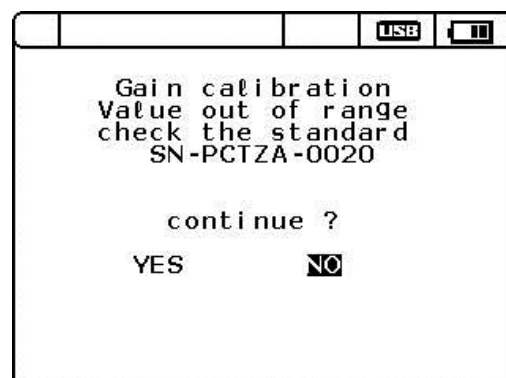 USB
Gain calibration
Value out of range
check the standard
SN-PCTZA-0020
continue ?
YES NO